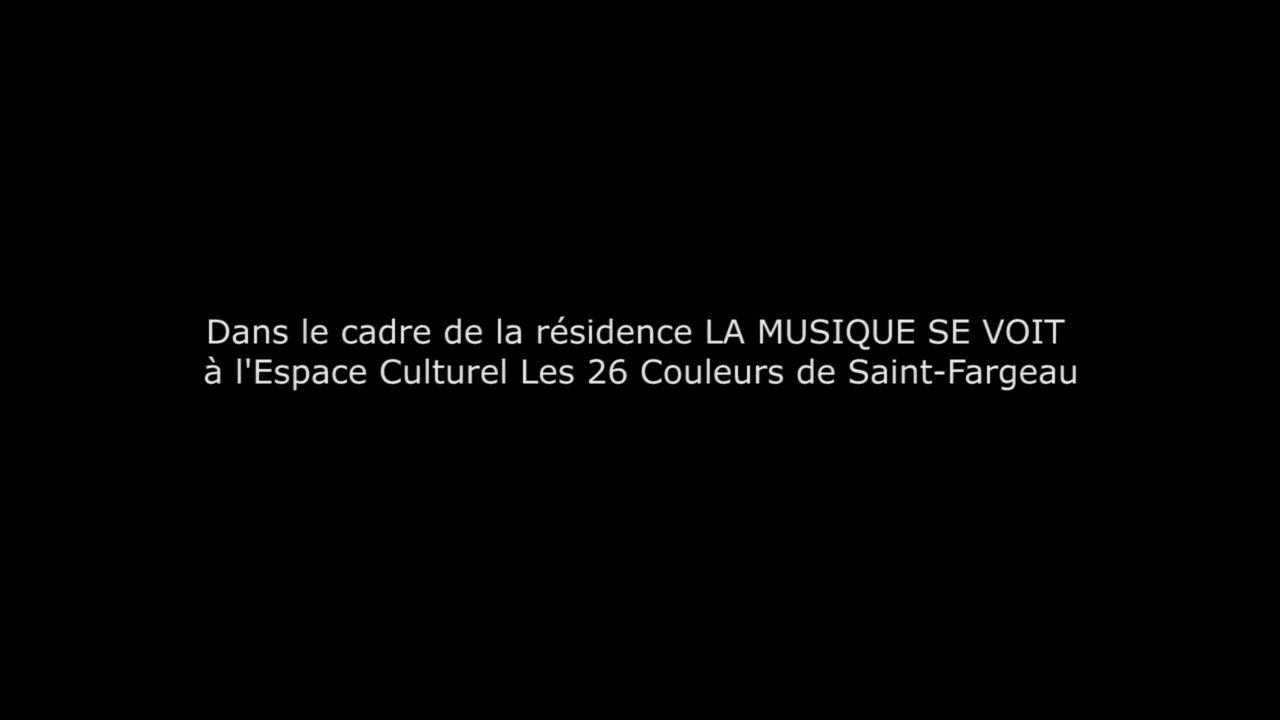 Dans le cadre de la résidence LA MUSIQUE SE VOIT
à l'Espace Culturel Les 26 Couleurs de Saint-Fargeau